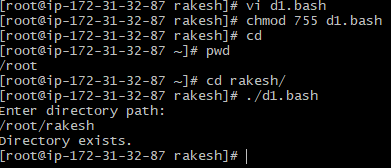 [root@ip-172-31-32-87 rakesh]# vi d1.bash
[root@ip-172-31-32-87 rakesh]# chmod 755 d1.bash
[root@ip-172-31-32-87 rakesh]# cd
[root@ip-172-31-32-87 ~]# pwd
/root
[root@ip-172-31-32-87 ~]# cd rakesh/
[root@ip-172-31-32-87 rakesh]# ./d1.bash
Enter directory path:
/root/rakesh
Directory exists.
[root@ip-172-31-32-87 rakesh]#